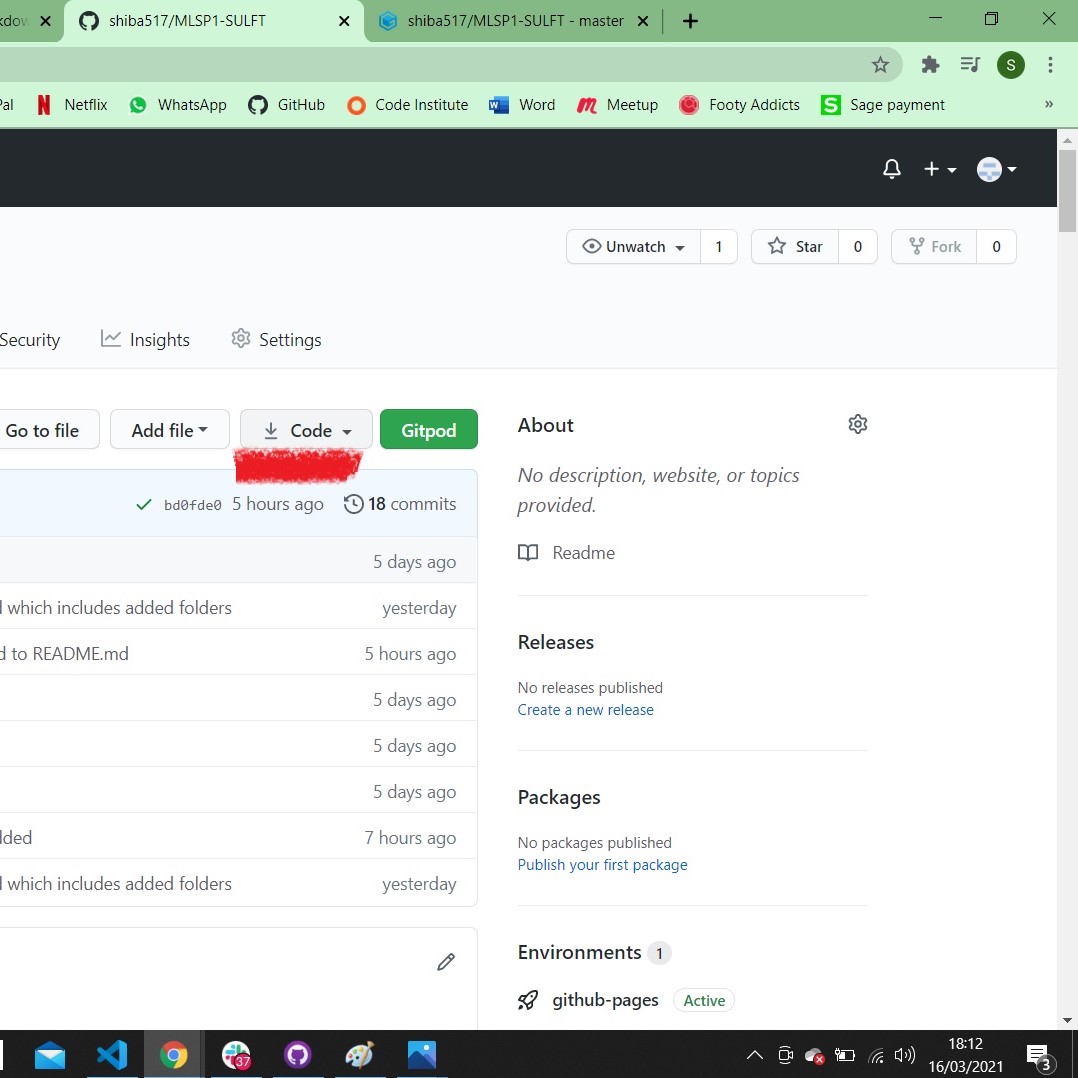 kdow
shiba517/MLSP1-SULFT
shiba517/MLSP1-SULFT - master
S
Pal
Netflix
WhatsApp
GitHub
Code Institute
Word
Meetup
Footy Addicts
S Sage payment
»
Unwatch 1
Star 0
Fork 0
Security
Insights
Settings
Go to file
Add file
Code
Gitpod
bd0fde0 5 hours ago
18 commits
5 days ago
d which includes added folders yesterday
d to README.md 5 hours ago
5 days ago
5 days ago
5 days ago
dded 7 hours ago
d which includes added folders yesterday
About
No description, website, or topics
provided.
Readme
Releases
No releases published
Create a new release
Packages
No packages published
Publish your first package
Environments 1
github-pages Active
37
18:12
16/03/2021
3